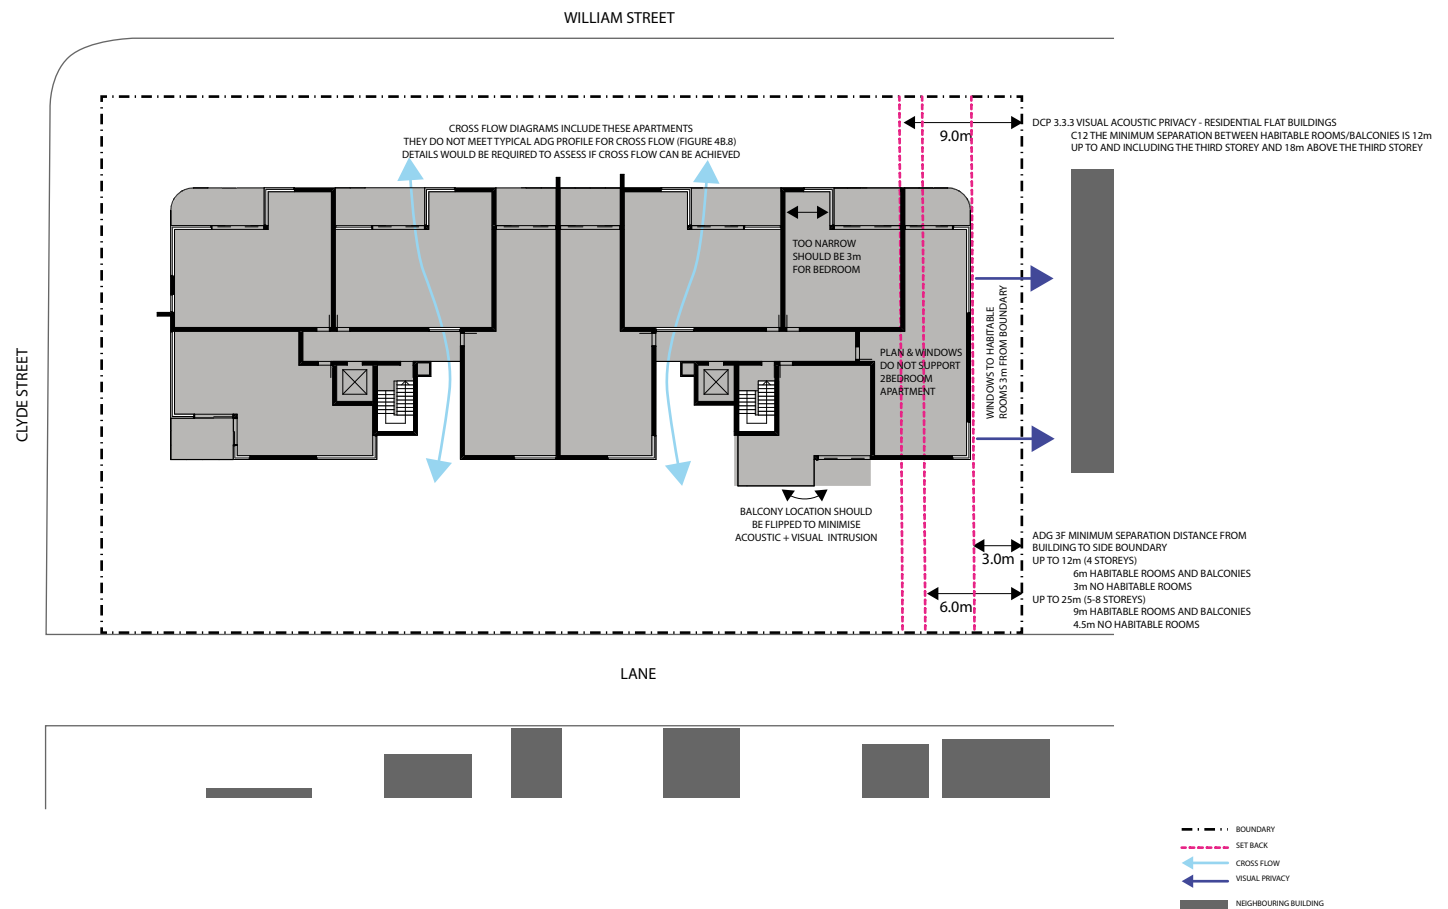 WILLIAM STREET
CROSS FLOW DIAGRAMS INCLUDE THESE APARTMENTS
THEY DO NOT MEET TYPICAL ADG PROFILE FOR CROSS FLOW (FIGURE 4B.8)
DETAILS WOULD BE REQUIRED TO ASSESS IF CROSS FLOW CAN BE ACHIEVED
9.0m
DCP 3.3.3 VISUAL ACOUSTIC PRIVACY - RESIDENTIAL FLAT BUILDINGS
C12 THE MINIMUM SEPARATION BETWEEN HABITABLE ROOMS/BALCONIES IS 12m
UP TO AND INCLUDING THE THIRD STOREY AND 18m ABOVE THE THIRD STOREY
TOO NARROW
SHOULD BE 3m
FOR BEDROOM
WINDOWS TO HABITABLE
ROOMS 3m FROM BOUNDARY
PLAN & WINDOWS
DO NOT SUPPORT
2BEDROOM
APARTMENT
CLYDE STREET
BALCONY LOCATION SHOULD
BE FLIPPED TO MINIMISE
ACOUSTIC + VISUAL INTRUSION
3.0m
6.0m
ADG 3F MINIMUM SEPARATION DISTANCE FROM
BUILDING TO SIDE BOUNDARY
UP TO 12m (4 STOREYS)
6m HABITABLE ROOMS AND BALCONIES
3m NO HABITABLE ROOMS
UP TO 25m (5-8 STOREYS)
9m HABITABLE ROOMS AND BALCONIES
4.5m NO HABITABLE ROOMS
LANE
BOUNDARY
SET BACK
CROSS FLOW
VISUAL PRIVACY
NEIGHBOURING BUILDING